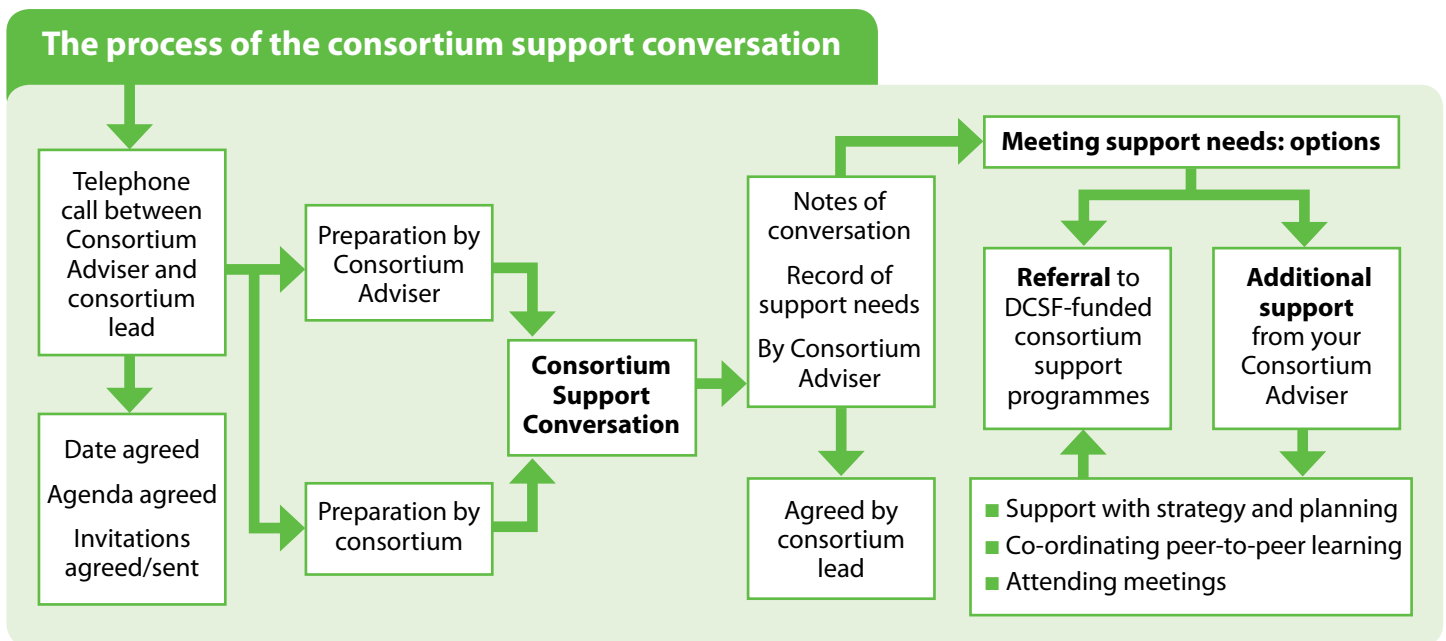 The process of the consortium support conversation
Telephone
call between
Consortium
Adviser and
consortium
lead
Date agreed
Agenda agreed
Invitations
agreed/sent
Preparation by
Consortium
Adviser
Preparation by
consortium
Consortium
Support
Conversation
Notes of
conversation
Record of
support needs
By Consortium
Adviser
Agreed by
consortium
lead
Meeting support needs: options
Referral to
DCSF-funded
consortium
support
programmes
Additional
support
from your
Consortium
Adviser
■ Support with strategy and planning
■ Co-ordinating peer-to-peer learning
■ Attending meetings